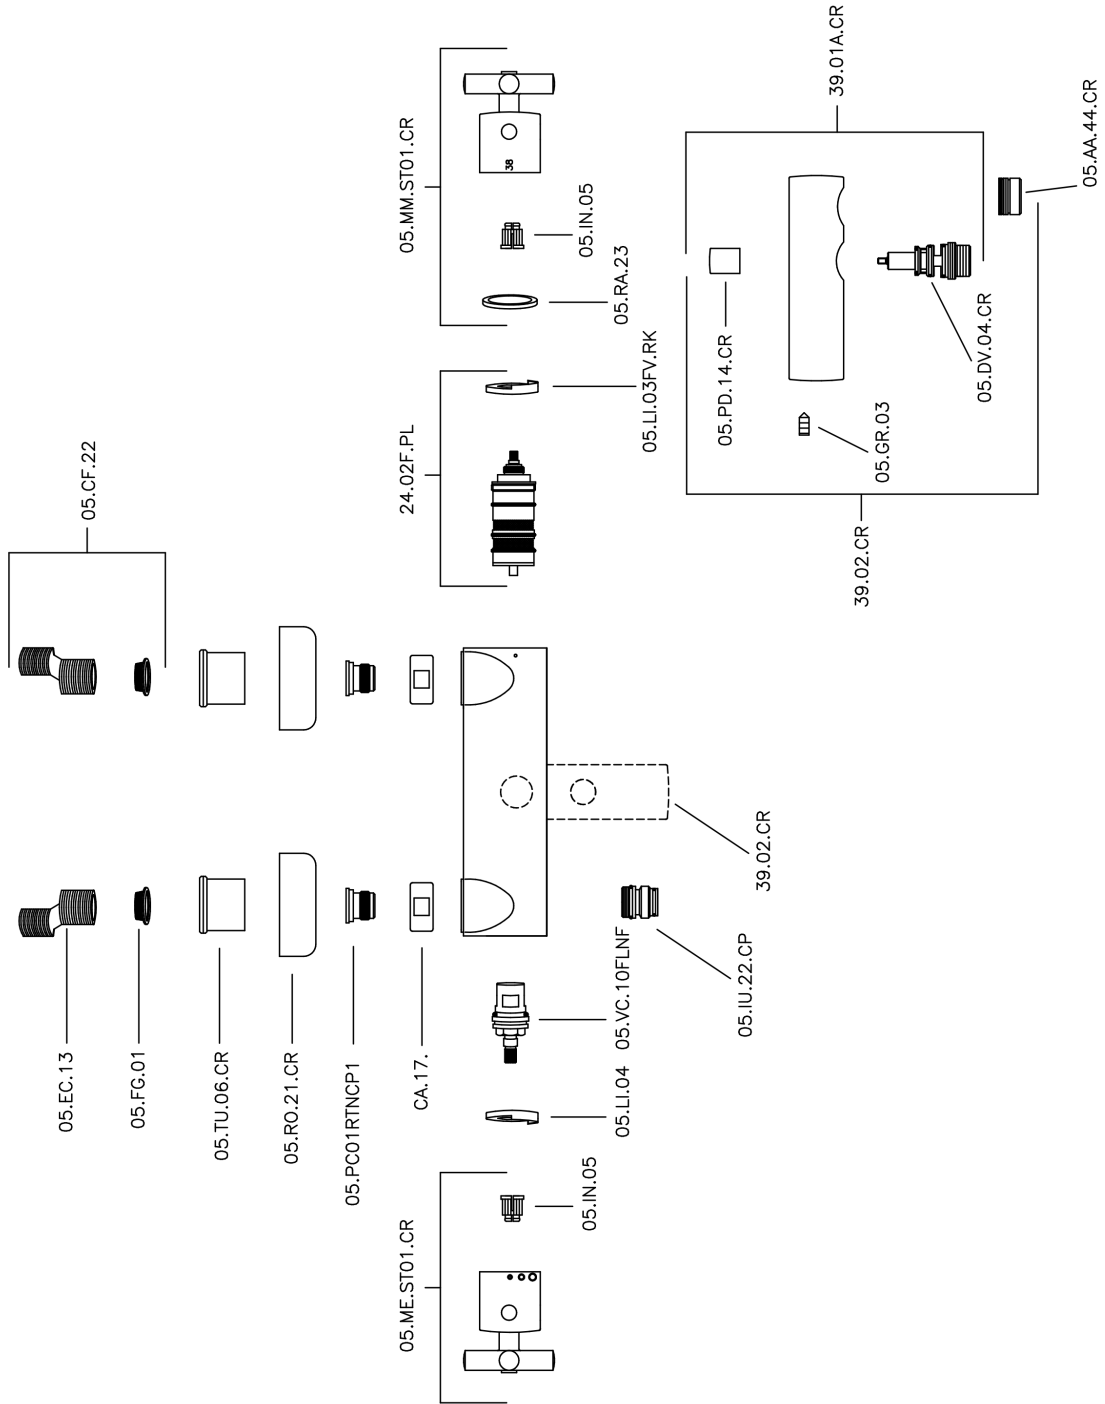 05.EC.13
05.FG.01
05.TU.06.CR
05.RO.21.CR
05.PC01RTNCP1
CA.17.
05.ME.ST01.CR
05.IN.05
05.LI.04
05.VC.10FLNF
05.IU.22.CP
39.02.CR
05.CF.22
24.02F.PL
05.LI.03FV.RK
05.MM.ST01.CR
38
05.IN.05
05.RA.23
39.02.CR
05.GR.03
05.PD.14.CR
05.DV.04.CR
39.01A.CR
05.AA.44.CR